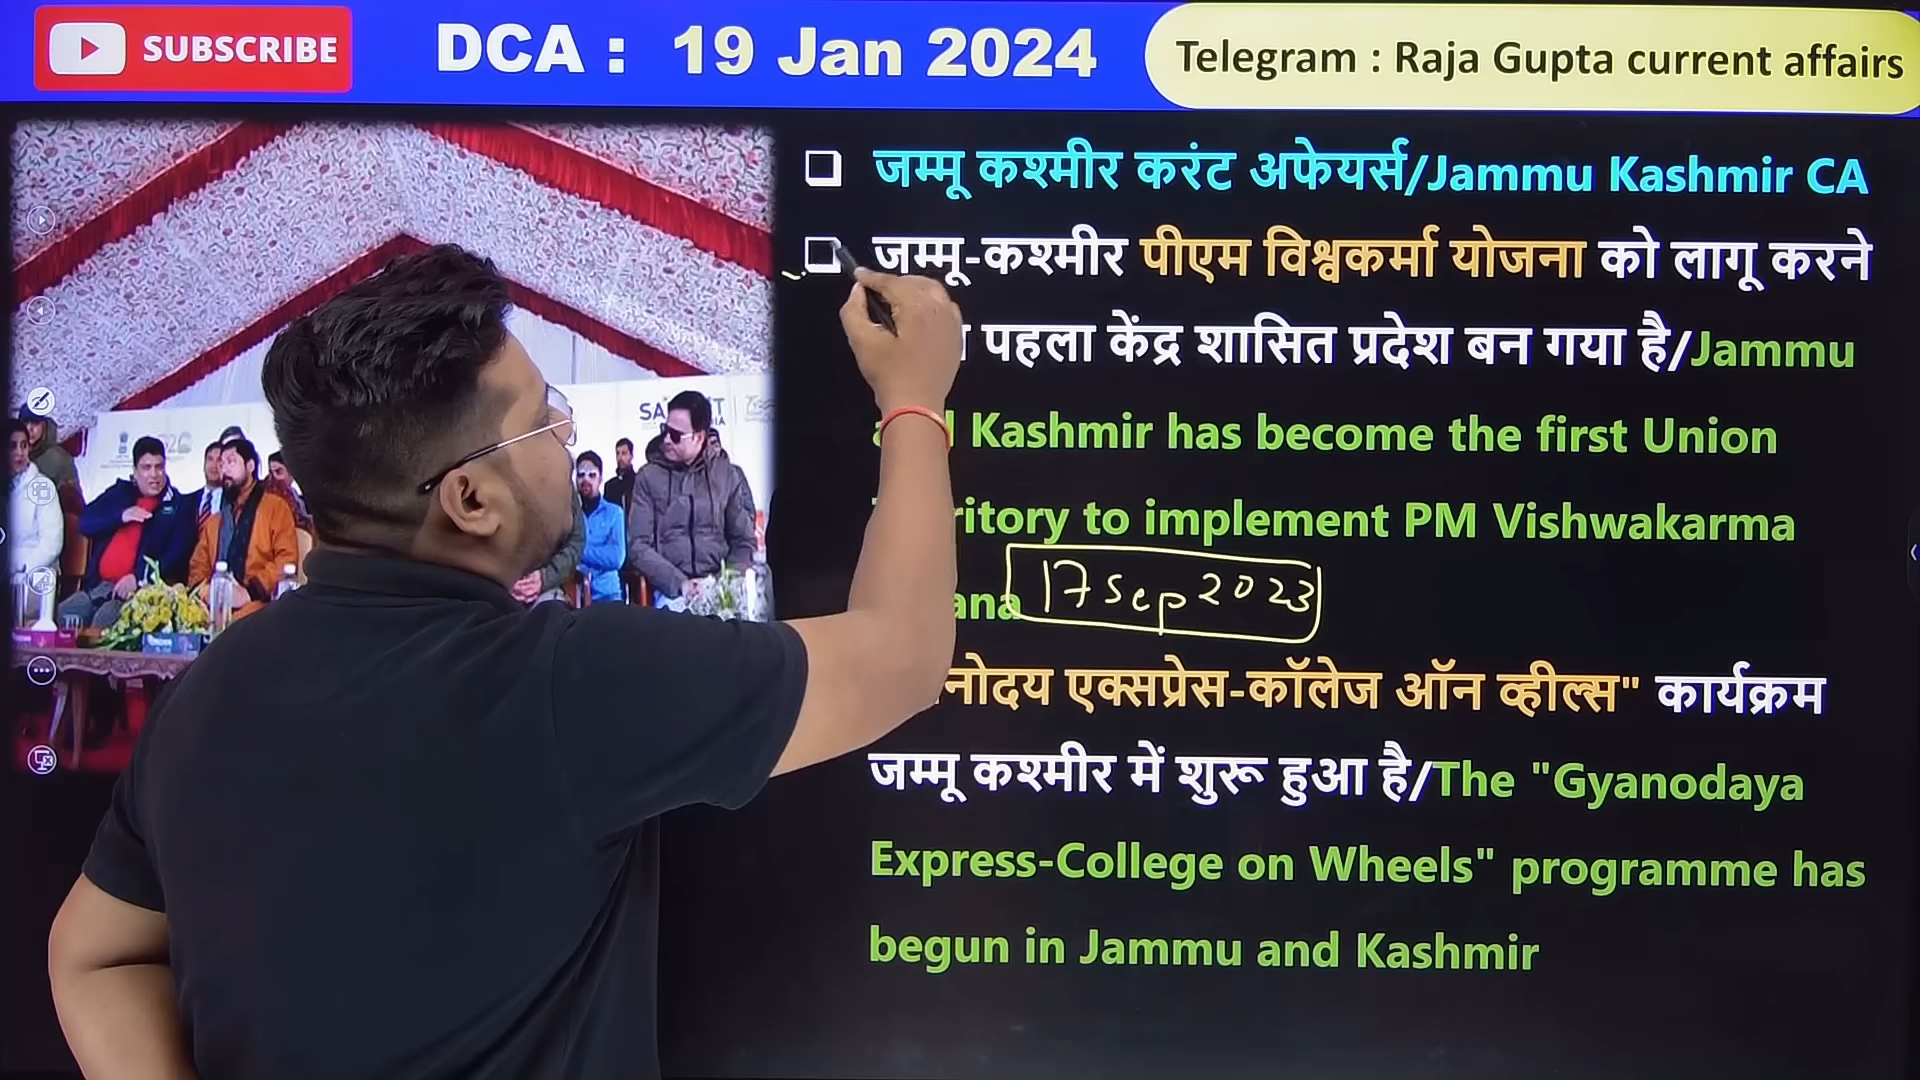 SUBSCRIBE
DCA : 19 Jan 2024
Telegram : Raja Gupta current affairs
जम्मू कश्मीर करंट अफेयर्स/Jammu Kashmir CA
जम्मू-कश्मीर पीएम विश्वकर्मा योजना को लागू करने
पहला केंद्र शासित प्रदेश बन गया है/Jammu
Kashmir has become the first Union
to implement PM Vishwakarma
17 Sep 2023
एक्सप्रेस-कॉलेज ऑन व्हील्स" कार्यक्रम
जम्मू कश्मीर में शुरू हुआ है/The "Gyanodaya
Express-College on Wheels" programme has
begun in Jammu and Kashmir